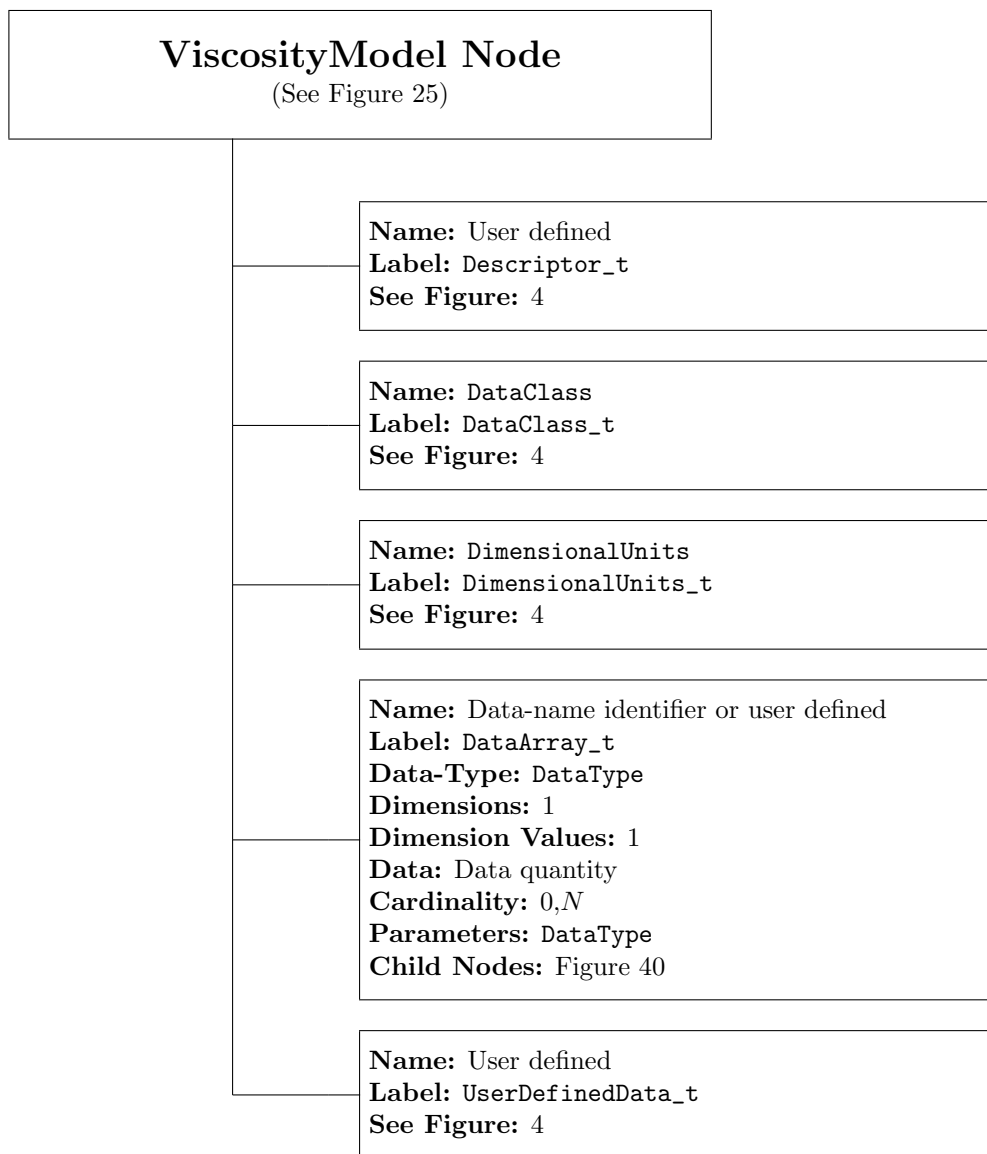 ViscosityModel Node
(See Figure 25)
Name: User defined
Label: Descriptor_t
See Figure: 4
Name: DataClass
Label: DataClass_t
See Figure: 4
Name: DimensionalUnits
Label: DimensionalUnits_t
See Figure: 4
Name: Data-name identifier or user defined
Label: DataArray_t
Data-Type: DataType
Dimensions: 1
Dimension Values: 1
Data: Data quantity
Cardinality: 0,N
Parameters: DataType
Child Nodes: Figure 40
Name: User defined
Label: UserDefinedData_t
See Figure: 4